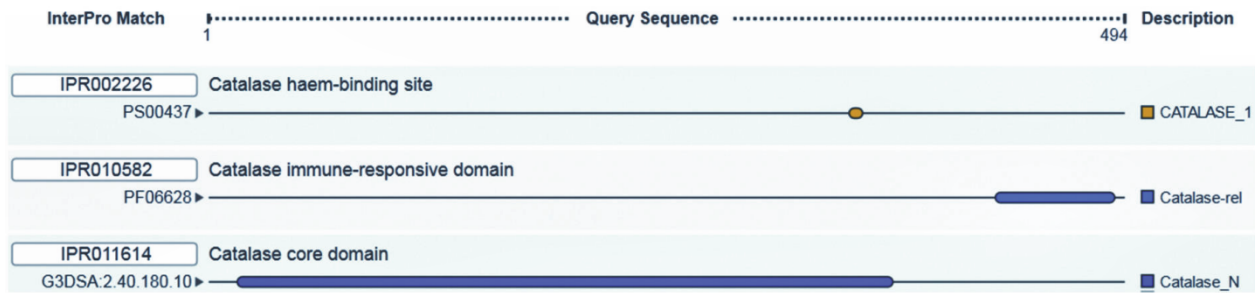 InterPro Match Query Sequence Description
1 494
IPR002226 Catalase haem-binding site
PS00437 CATALASE_1
IPR010582 Catalase immune-responsive domain
PF06628 Catalase-rel
IPR011614 Catalase core domain
G3DSA:2.40.180.10 Catalase_N